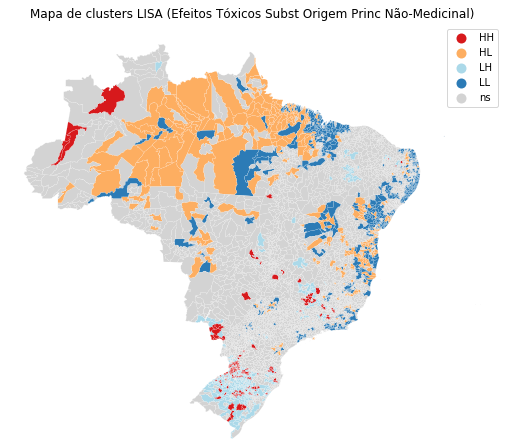 Mapa de clusters LISA (Efeitos Tóxicos Subst Origem Princ Não-Medicinal)
HH
HL
LH
LL
ns